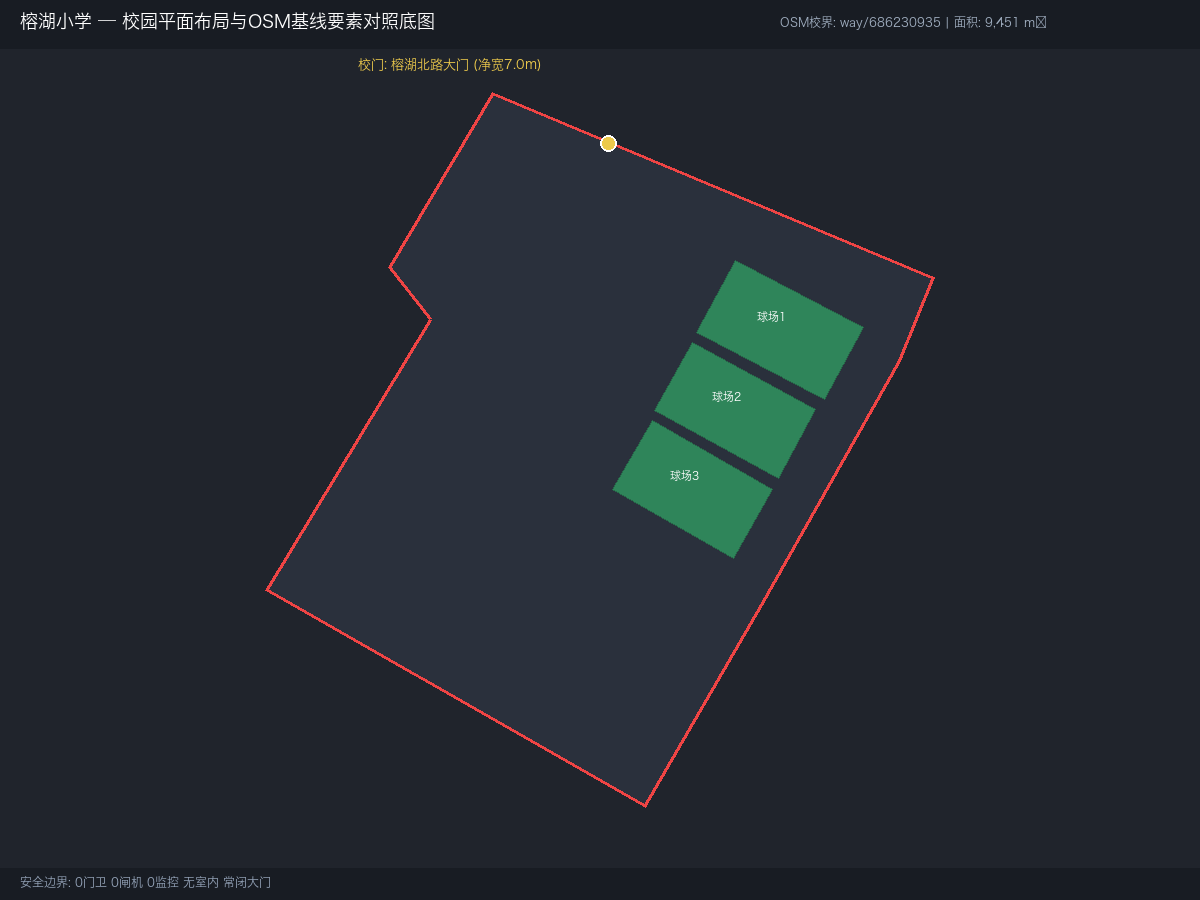 榕湖小学 — 校园平面布局与OSM基线要素对照底图
OSM校界: way/686230935 | 面积: 9,451 m
校门: 榕湖北路大门 (净宽7.0m)
球场1
球场2
球场3
安全边界: 0门卫 0闸机 0监控 无室内 常闭大门